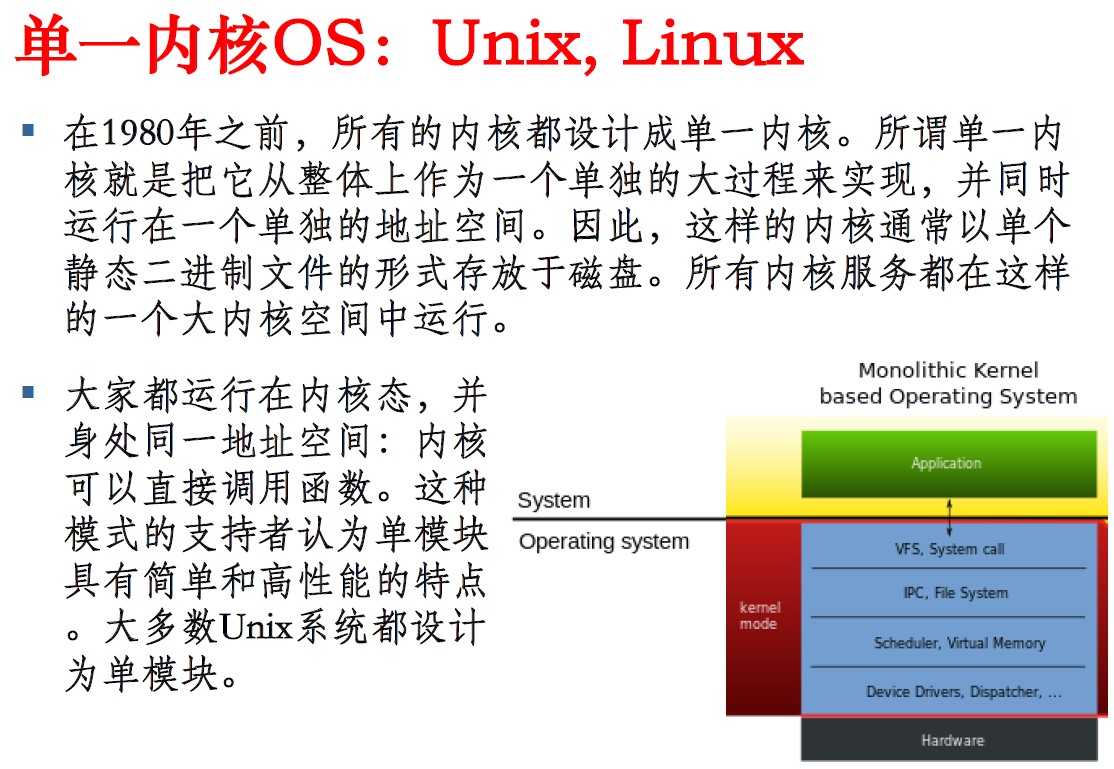 单一内核OS：Unix, Linux
在1980年之前，所有的内核都设计成单一内核。所谓单一内
核就是把它从整体上作为一个单独的大过程来实现，并同时
运行在一个单独的地址空间。因此，这样的内核通常以单个
静态二进制文件的形式存放于磁盘。所有内核服务都在这样
的一个大内核空间中运行。
大家都运行在内核态，并
身处同一地址空间：内核
可以直接调用函数。这种
模式的支持者认为单模块
具有简单和高性能的特点
。大多数Unix系统都设计
为单模块。
Monolithic Kernel
based Operating System
Application
System
Operating system
VFS, System call
IPC, File System
kernel
mode
Scheduler, Virtual Memory
Device Drivers, Dispatcher, ...
Hardware